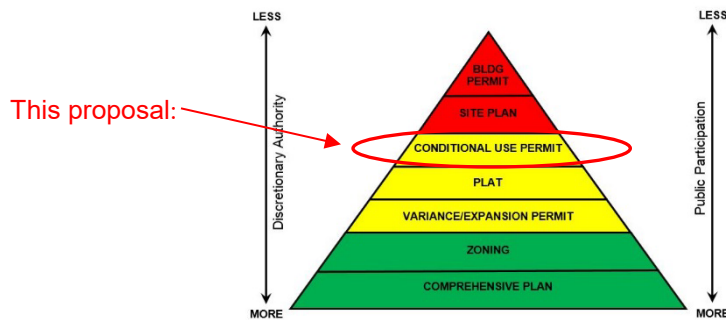 LESS
LESS
BLDG
PERMIT
This proposal:
SITE PLAN
CONDITIONAL USE PERMIT
Discretionary Authority
Public Participation
PLAT
VARIANCE/EXPANSION PERMIT
ZONING
COMPREHENSIVE PLAN
MORE
MORE